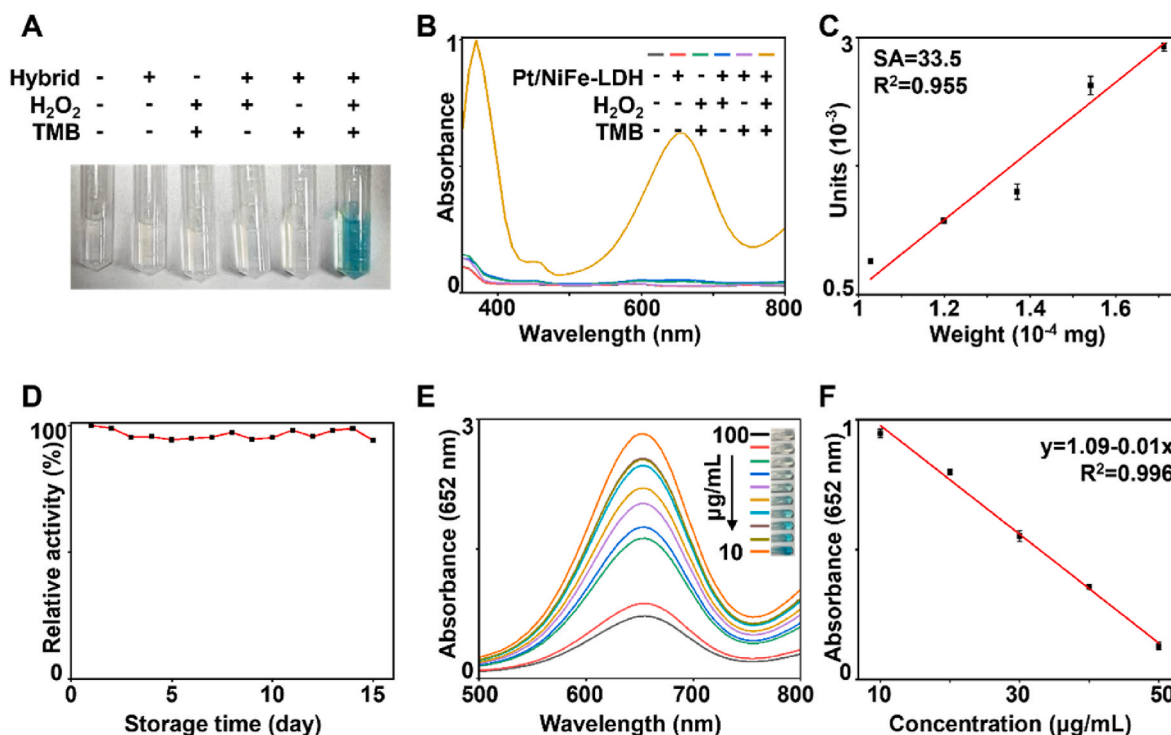 A
Hybrid - + - + + +
H₂O₂ - - + + - +
TMB - - + - + +
B
Absorbance
1
0
400
600
800
Wavelength (nm)
Pt/NiFe-LDH - + - + + +
H₂O₂ - - + + - +
TMB - - + - + +
C
SA=33.5
R²=0.955
Units (10⁻³)
3
0.5
1
1.2
1.4
1.6
Weight (10⁻⁴ mg)
D
Relative activity (%)
100
0
0
5
10
15
Storage time (day)
E
Absorbance (652 nm)
3
0
500
600
700
800
Wavelength (nm)
100
µg/mL
10
F
Absorbance (652 nm)
1
0
10
30
50
Concentration (µg/mL)
y=1.09-0.01x
R²=0.996